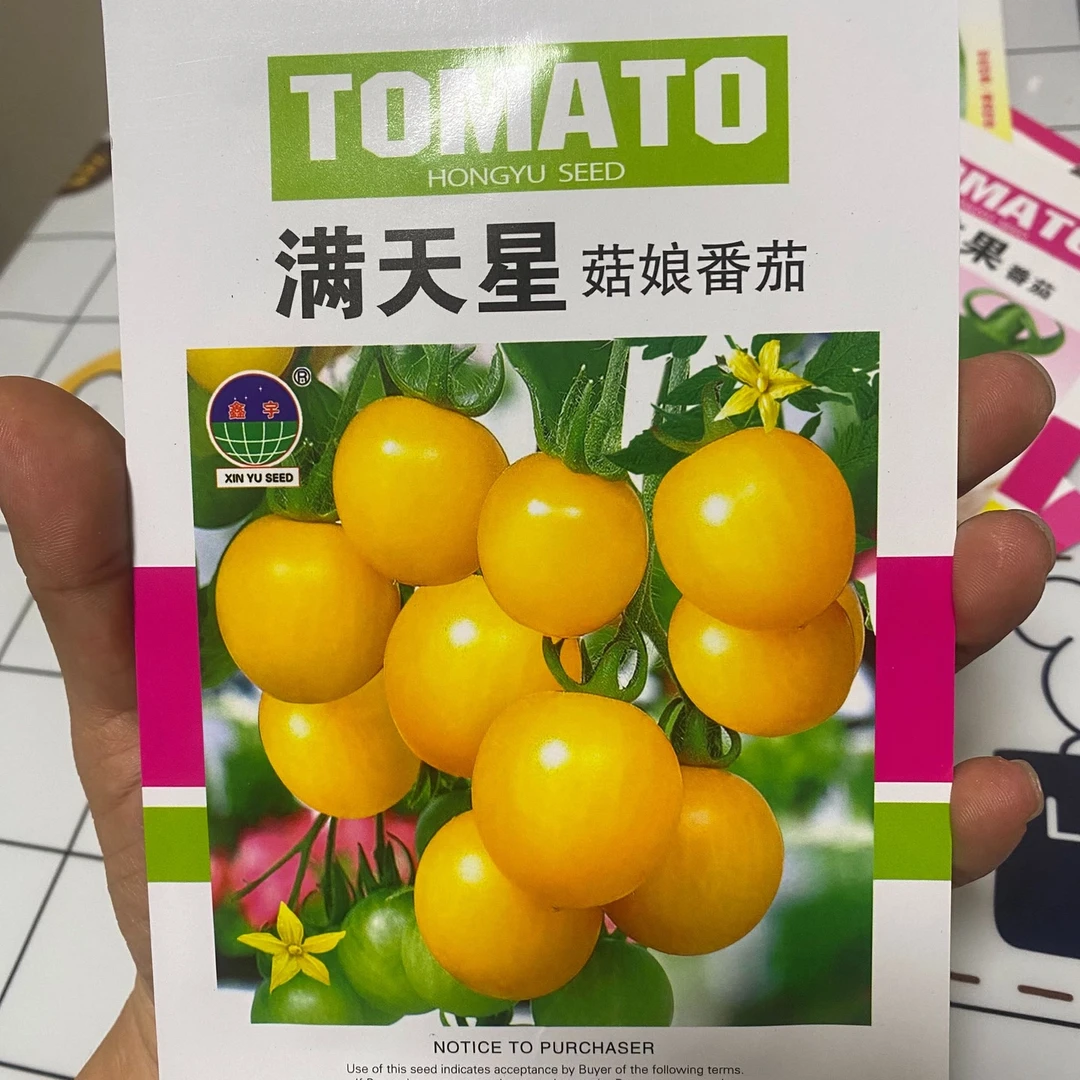 TOMATO
HONGYU SEED
满天星 菇娘番茄
鑫宇
®
XIN YU SEED
NOTICE TO PURCHASER
Use of this seed indicates acceptance by Buyer of the following terms.
果 番茄